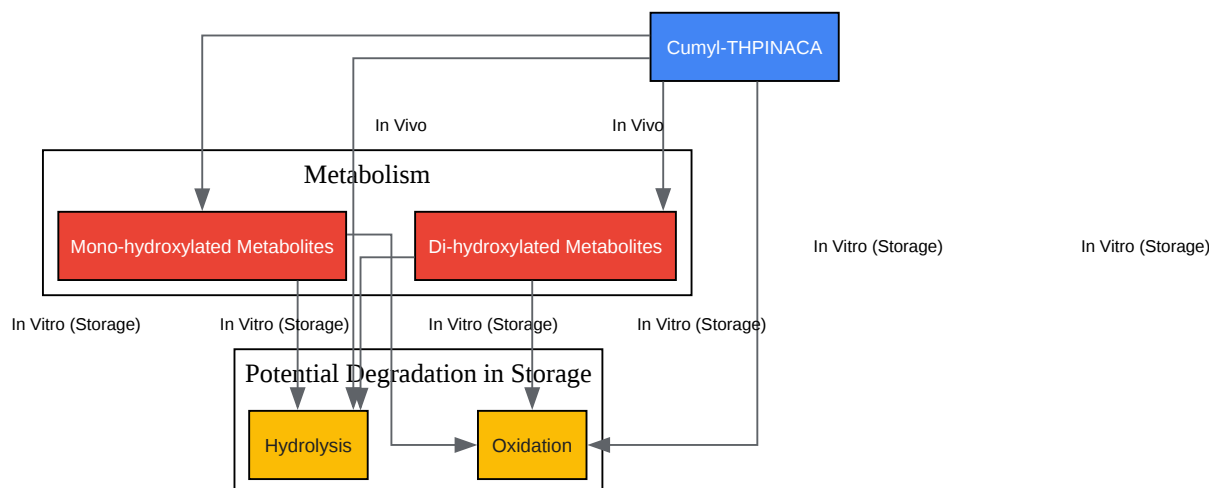 Cumyl-THPINACA
In Vivo
In Vivo
Metabolism
Mono-hydroxylated Metabolites
Di-hydroxylated Metabolites
In Vitro (Storage)
In Vitro (Storage)
In Vitro (Storage)
In Vitro (Storage)
In Vitro (Storage)
In Vitro (Storage)
Potential Degradation in Storage
Hydrolysis
Oxidation